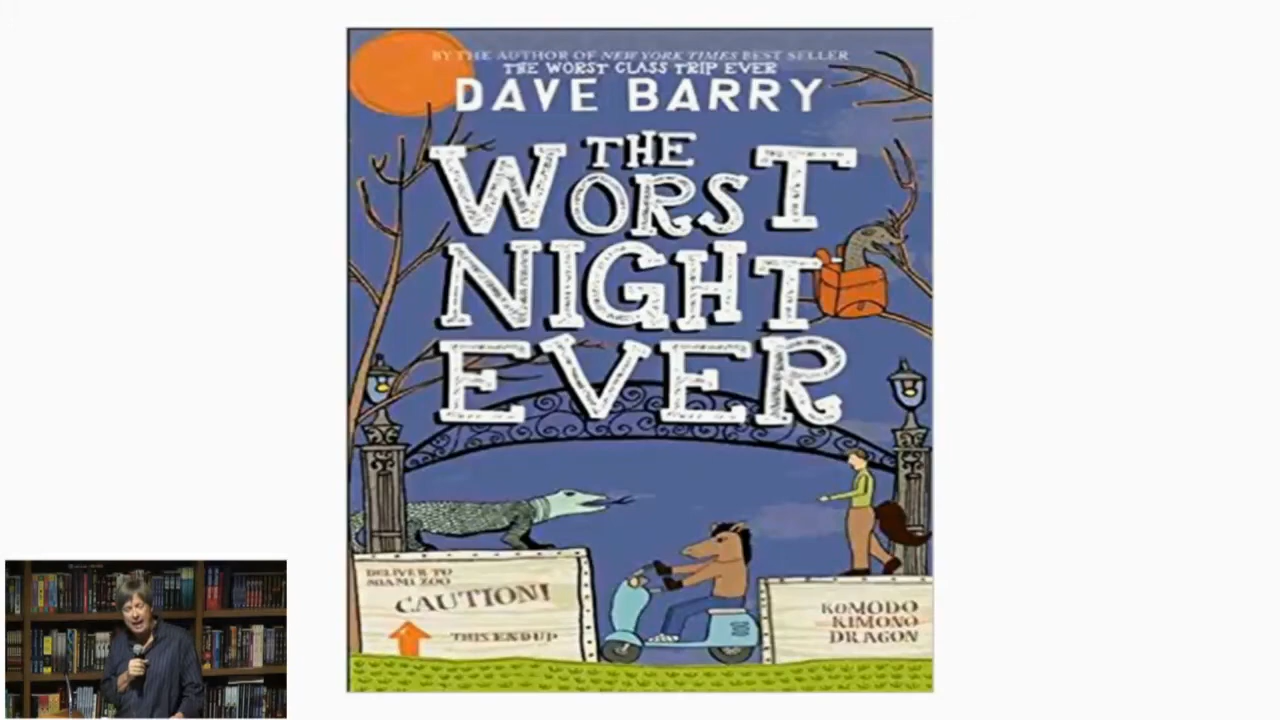 BY THE AUTHOR OF NEW YORK TIMES BEST SELLER
THE WORST CLASS TRIP EVER
DAVE BARRY
THE
WORST
NIGHT
EVER
DELIVER TO
MIAMI ZOO
CAUTION!
THIS END UP
KOMODO
KIMONO
DRAGON